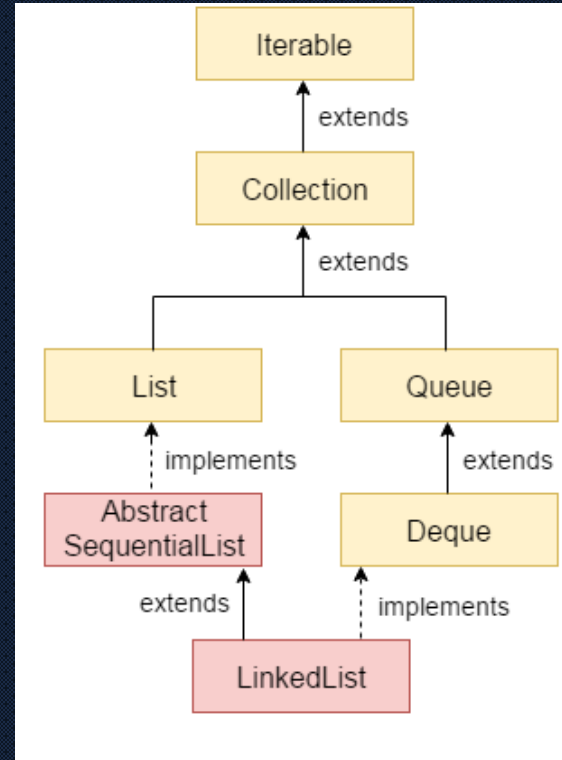 Iterable
extends
Collection
extends
List
Queue
implements
extends
Abstract
SequentialList
Deque
extends
implements
LinkedList